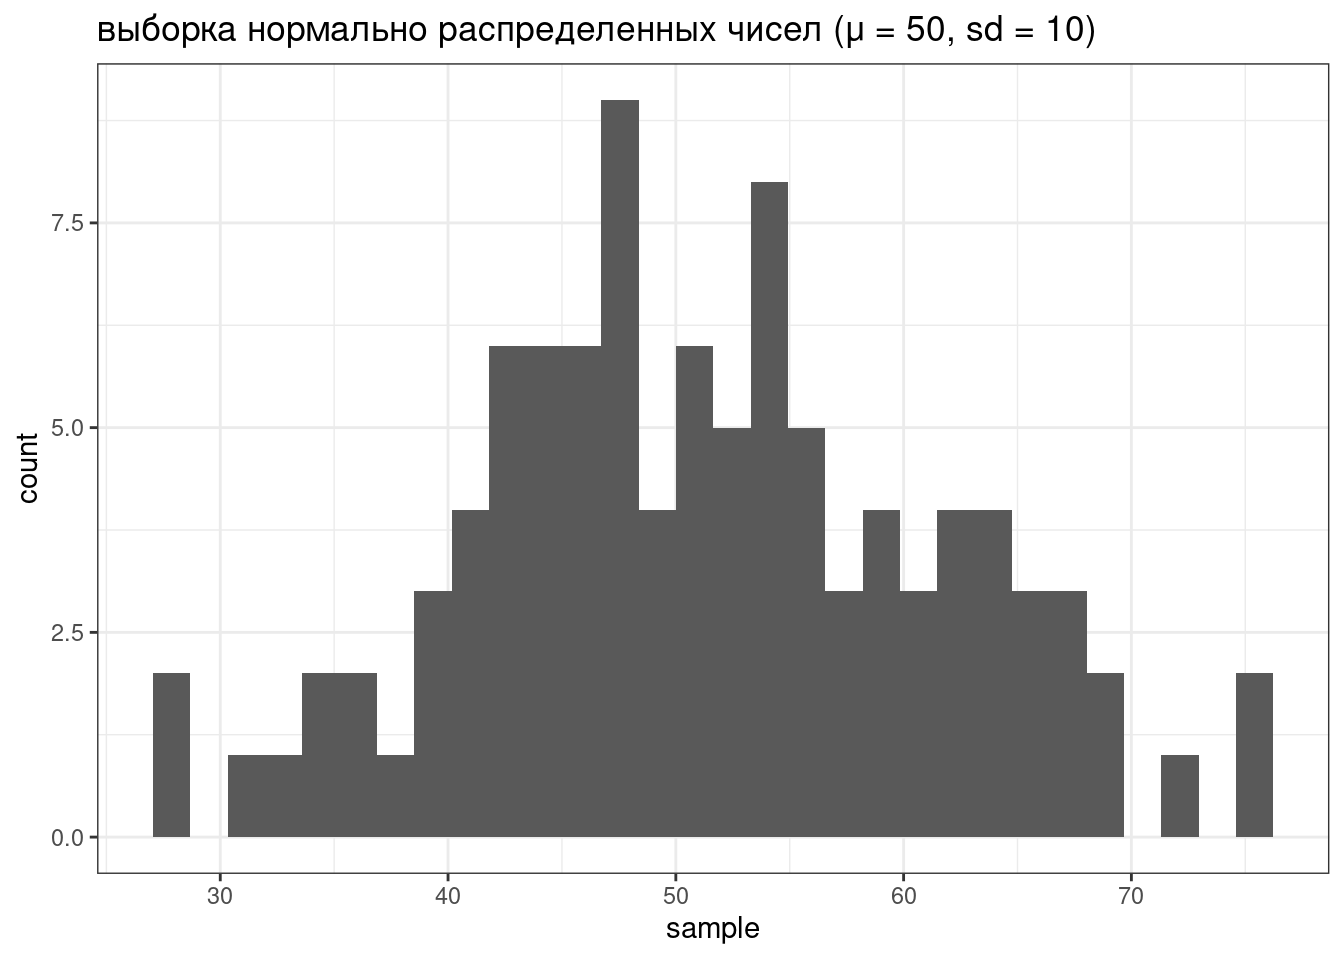 выборка нормально распределенных чисел (μ = 50, sd = 10)
7.5
5.0
2.5
0.0
count
30 40 50 60 70
sample